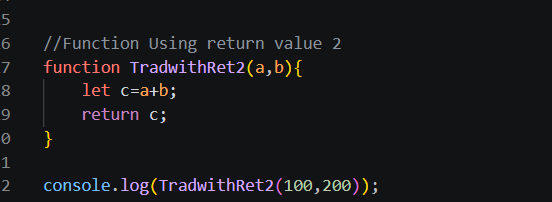 5
6 //Function Using return value 2
7 function TradwithRet2(a,b){
8     let c=a+b;
9     return c;
0 }
1
2 console.log(TradwithRet2(100,200));